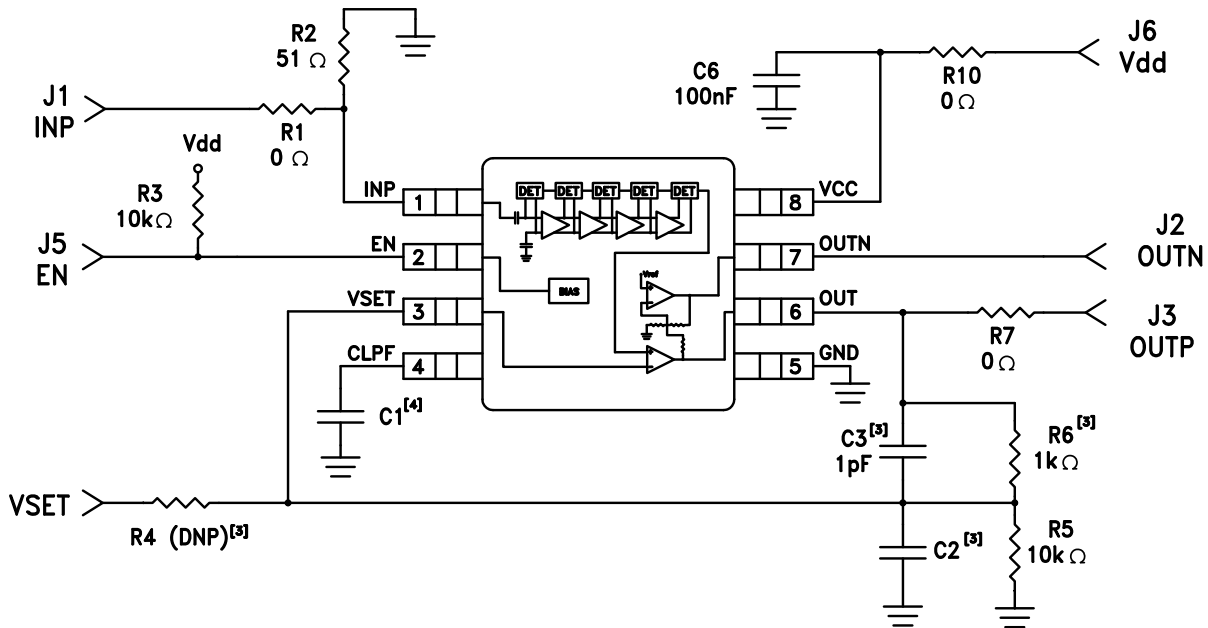 R2
51 Ω
J1
INP
R1
0 Ω
Vdd
R3
10kΩ
J5
EN
C6
100nF
R10
0 Ω
J6
Vdd
INP
1
EN
2
VSET
3
CLPF
4
DET DET DET DET DET
BIAS
Vref
8
VCC
7
OUTN
6
OUT
5
GND
J2
OUTN
R7
0 Ω
J3
OUTP
C1[4]
C3[3]
1pF
R6[3]
1kΩ
VSET
R4 (DNP)[3]
C2[3]
R5
10kΩ